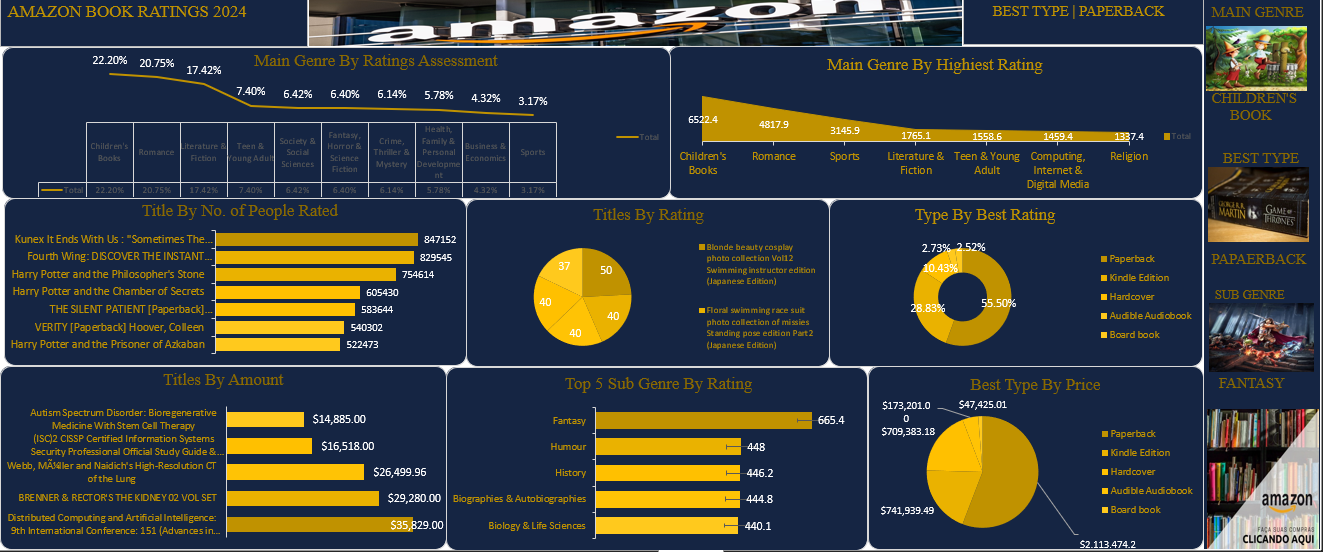 AMAZON BOOK RATINGS 2024
amazon
BEST TYPE | PAPERBACK
MAIN GENRE
CHILDREN'S
BOOK
BEST TYPE
GEORGE R.R.
MARTIN
GAME OF
THRONES
PAPAERBACK
SUB GENRE
FANTASY
amazon
FAÇA SUAS COMPRAS
CLICANDO AQUI
Main Genre By Ratings Assessment
22.20% 20.75% 17.42% 7.40% 6.42% 6.40% 6.14% 5.78% 4.32% 3.17%
Total
Children's
Books
Romance
Literature &
Fiction
Teen &
Young Adult
Society &
Social
Sciences
Fantasy,
Horror &
Science
Fiction
Crime,
Thriller &
Mystery
Health,
Family &
Personal
Developme
nt
Business &
Economics
Sports
Total 22.20% 20.75% 17.42% 7.40% 6.42% 6.40% 6.14% 5.78% 4.32% 3.17%
Main Genre By Highiest Rating
6522.4 4817.9 3145.9 1765.1 1558.6 1459.4 1337.4
Total
Children's
Books
Romance
Sports
Literature &
Fiction
Teen & Young
Adult
Computing,
Internet &
Digital Media
Religion
Title By No. of People Rated
Kunex It Ends With Us : "Sometimes The... 847152
Fourth Wing: DISCOVER THE INSTANT... 829545
Harry Potter and the Philosopher's Stone 754614
Harry Potter and the Chamber of Secrets 605430
THE SILENT PATIENT [Paperback]... 583644
VERITY [Paperback] Hoover, Colleen 540302
Harry Potter and the Prisoner of Azkaban 522473
Titles By Rating
37
50
40
40
40
Blonde beauty cosplay
photo collection Vol12
Swimming instructor edition
(Japanese Edition)
Floral swimming race suit
photo collection of missies
Standing pose edition Part2
(Japanese Edition)
Type By Best Rating
2.73% 2.52%
10.43%
28.83%
55.50%
Paperback
Kindle Edition
Hardcover
Audible Audiobook
Board book
Titles By Amount
Autism Spectrum Disorder: Bioregenerative
Medicine With Stem Cell Therapy
$14,885.00
(ISC)2 CISSP Certified Information Systems
Security Professional Official Study Guide &...
$16,518.00
Webb, MÃ¼ller and Naidich's High-Resolution CT
of the Lung
$26,499.96
BRENNER & RECTOR'S THE KIDNEY 02 VOL SET
$29,280.00
Distributed Computing and Artificial Intelligence:
9th International Conference: 151 (Advances in...
$35,829.00
Top 5 Sub Genre By Rating
Fantasy 665.4
Humour 448
History 446.2
Biographies & Autobiographies 444.8
Biology & Life Sciences 440.1
Best Type By Price
$173,201.0
0
$47,425.01
$709,383.18
$741,939.49
$2,113,474.2
Paperback
Kindle Edition
Hardcover
Audible Audiobook
Board book